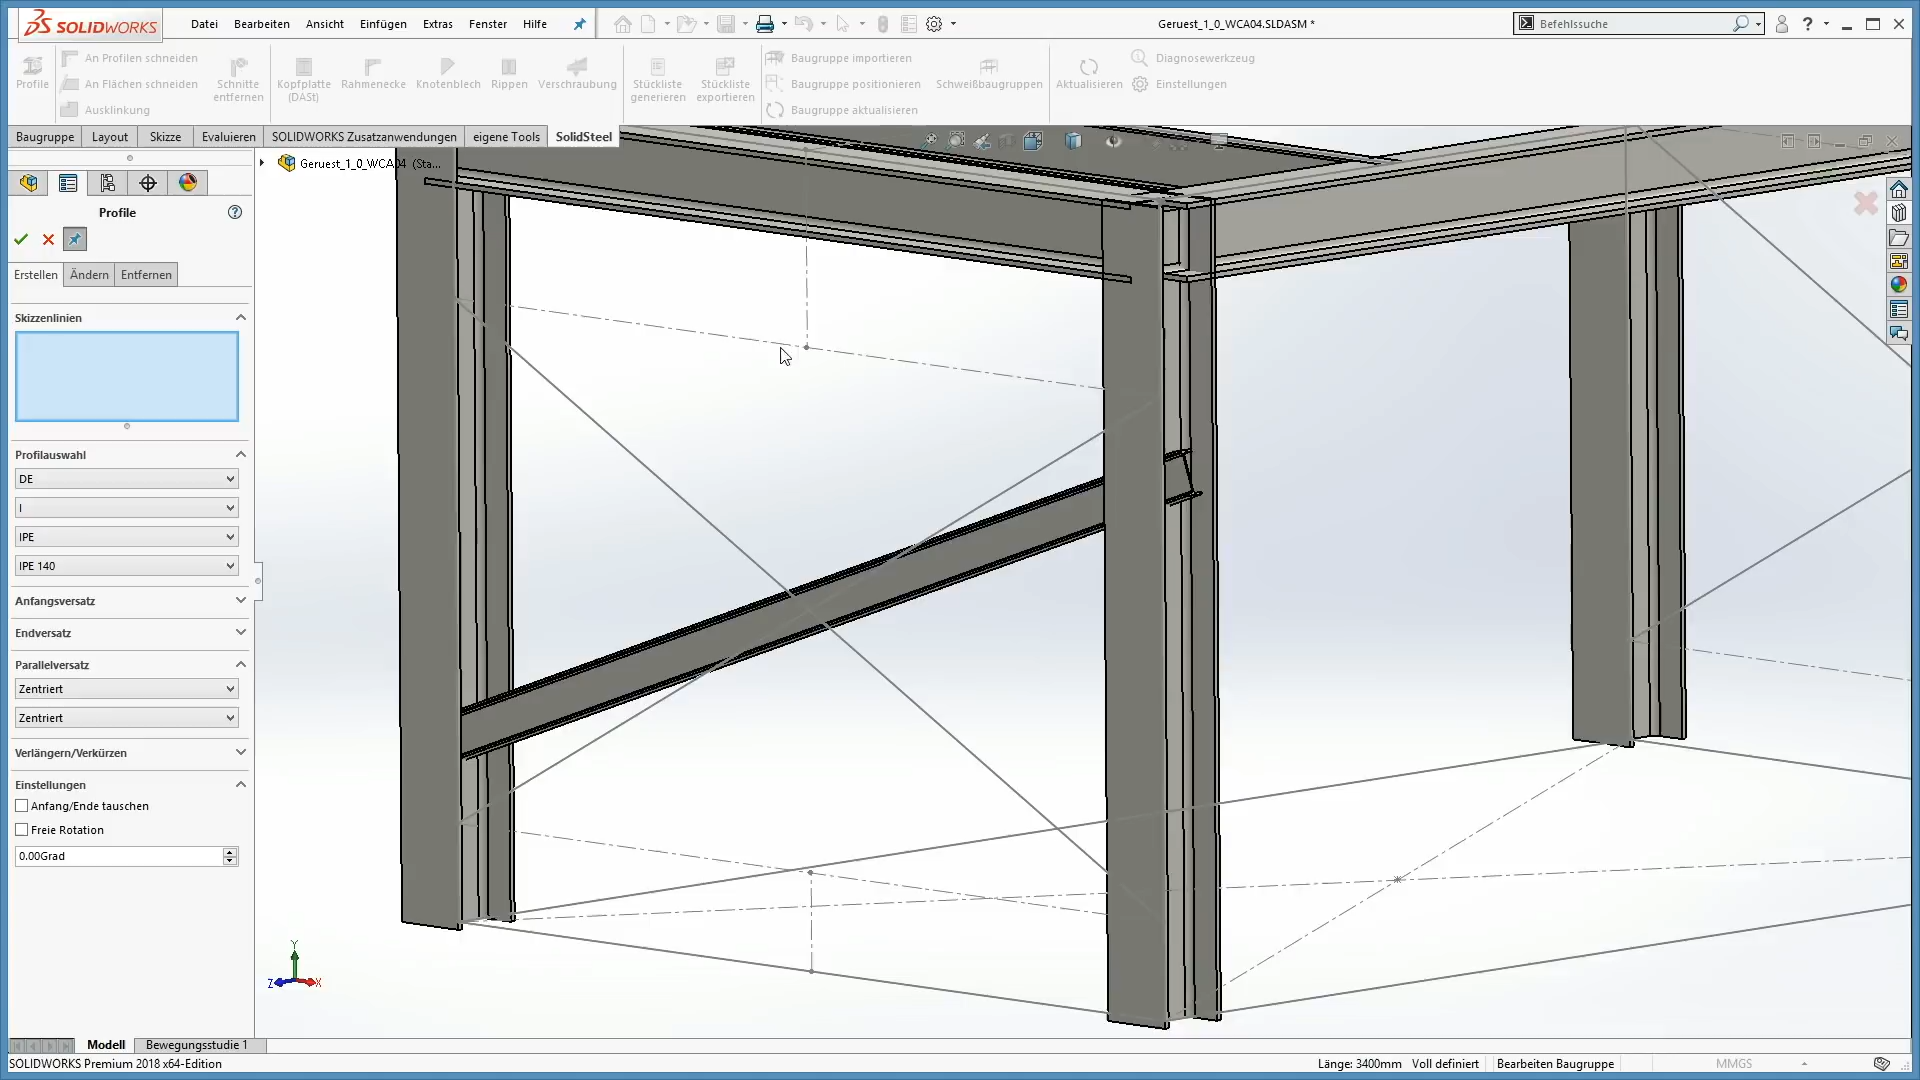 SOLIDWORKS
Datei Bearbeiten Ansicht Einfügen Extras Fenster Hilfe
Geruest_1_0_WCA04.SLDASM *
Befehlssuche
?
Profile
An Profilen schneiden
An Flächen schneiden
Ausklinkung
Schnitte entfernen
Kopfplatte (DASt)
Rahmenecke
Knotenblech
Rippen
Verschraubung
Stückliste generieren
Stückliste exportieren
Baugruppe importieren
Baugruppe positionieren
Baugruppe aktualisieren
Schweißbaugruppen
Aktualisieren
Diagnosewerkzeug
Einstellungen
Baugruppe Layout Skizze Evaluieren SOLIDWORKS Zusatzanwendungen eigene Tools SolidSteel
Geruest_1_0_WCA04 (Sta...
Profile
?
Erstellen Ändern Entfernen
Skizzenlinien
Profilauswahl
DE
I
IPE
IPE 140
Anfangsversatz
Endversatz
Parallelversatz
Zentriert
Zentriert
Verlängern/Verkürzen
Einstellungen
Anfang/Ende tauschen
Freie Rotation
0.00Grad
Y
Z
X
Modell Bewegungsstudie 1
SOLIDWORKS Premium 2018 x64-Edition
Länge: 3400mm Voll definiert Bearbeiten Baugruppe MMGS